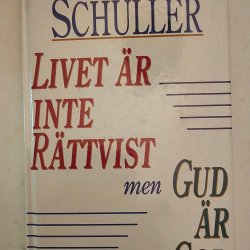 SCHULLER
LIVET ÄR
INTE
RÄTTVIST
men GUD
ÄR